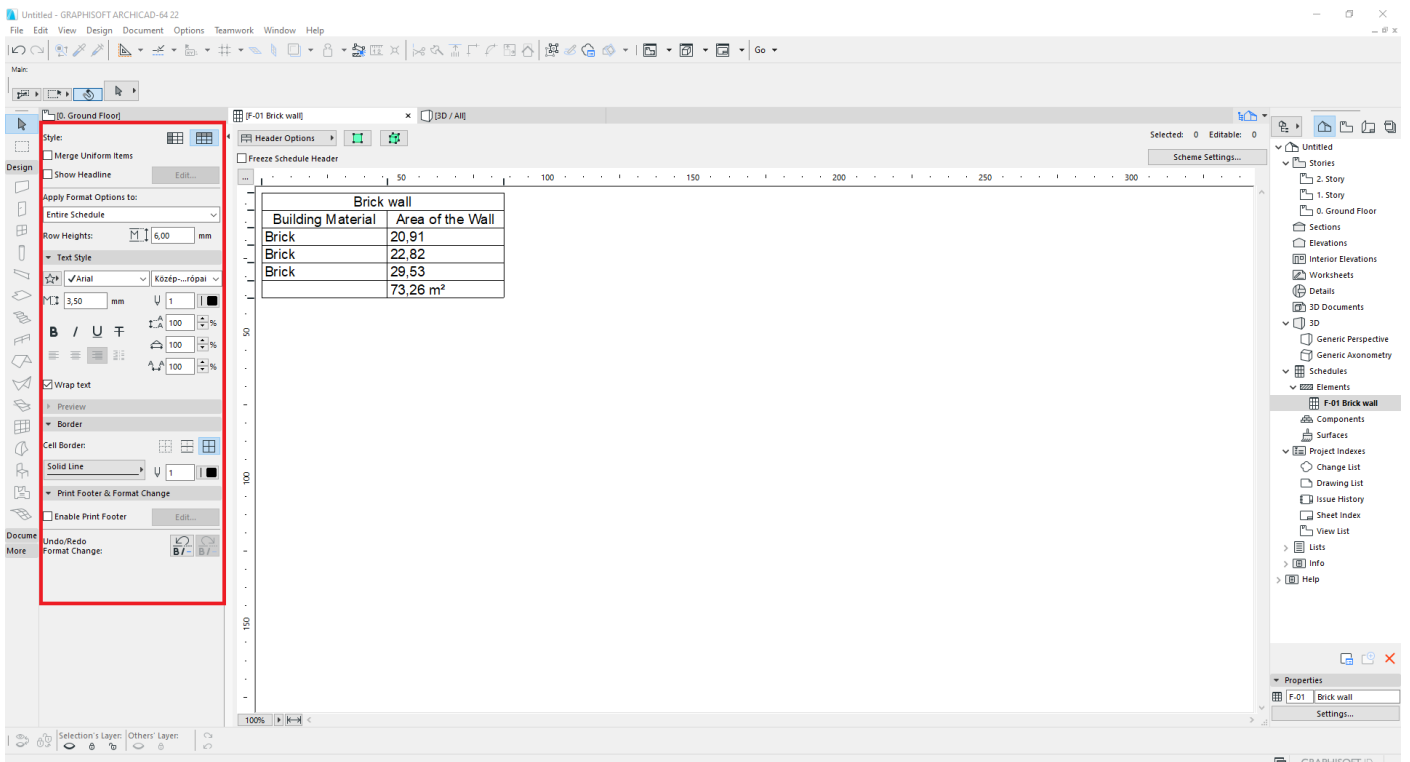 Untitled - GRAPHISOFT ARCHICAD-64 22
File Edit View Design Document Options Teamwork Window Help
Go
Main:
[0. Ground Floor]
[F-01 Brick wall]
[3D / All]
Style:
Merge Uniform Items
Show Headline Edit...
Apply Format Options to:
Entire Schedule
Row Heights: 6,00 mm
Text Style
Arial Közép-...rópai
3,50 mm 1
100 %
B I U T
100 %
100 %
Wrap text
Preview
Border
Cell Border:
Solid Line 1
Print Footer & Format Change
Enable Print Footer Edit...
Undo/Redo
Format Change:
Design
Docume
More
Header Options
Selected: 0 Editable: 0
Freeze Schedule Header
Scheme Settings...
... 50 100 150 200 250 300
Brick wall
Building Material Area of the Wall
Brick 20,91
Brick 22,82
Brick 29,53
73,26 m²
50
100
150
100%
Untitled
Stories
2. Story
1. Story
0. Ground Floor
Sections
Elevations
Interior Elevations
Worksheets
Details
3D Documents
3D
Generic Perspective
Generic Axonometry
Schedules
Elements
F-01 Brick wall
Components
Surfaces
Project Indexes
Change List
Drawing List
Issue History
Sheet Index
View List
Lists
Info
Help
Properties
F-01 Brick wall
Settings...
Selection's Layer: Others' Layer: